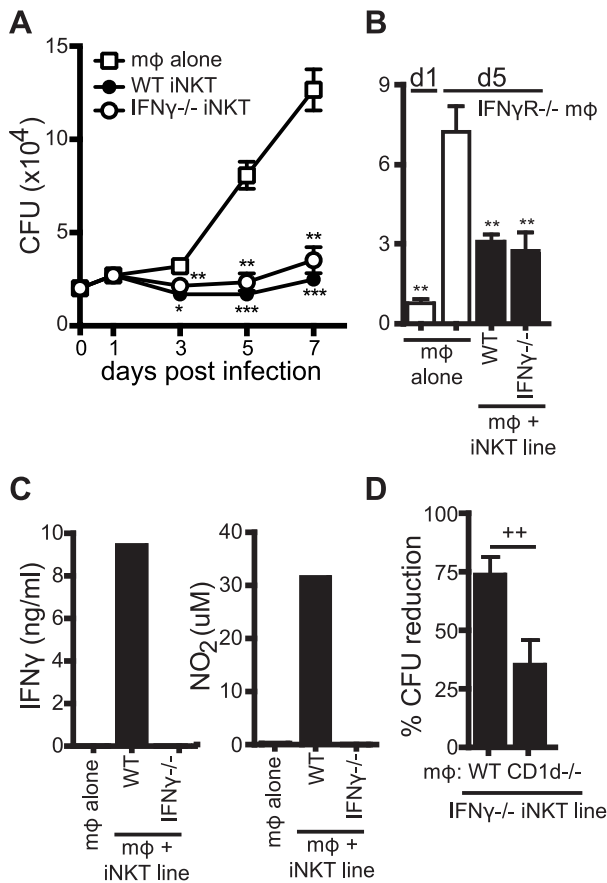 A
mφ alone
WT iNKT
IFNγ-/- iNKT
CFU (x10⁴)
15
10
5
0
**
**
**
*
***
***
0 1 3 5 7
days post infection
B
d1 d5
IFNγR-/- mφ
9
6
3
0
**
**
**
mφ alone
WT
IFNγ-/-
mφ + iNKT line
C
IFNγ (ng/ml)
10
8
6
4
2
0
mφ alone
WT
IFNγ-/-
mφ + iNKT line
NO2 (uM)
40
30
20
10
0
mφ alone
WT
IFNγ-/-
mφ + iNKT line
D
% CFU reduction
100
75
50
25
0
++
mφ: WT CD1d-/-
IFNγ-/- iNKT line